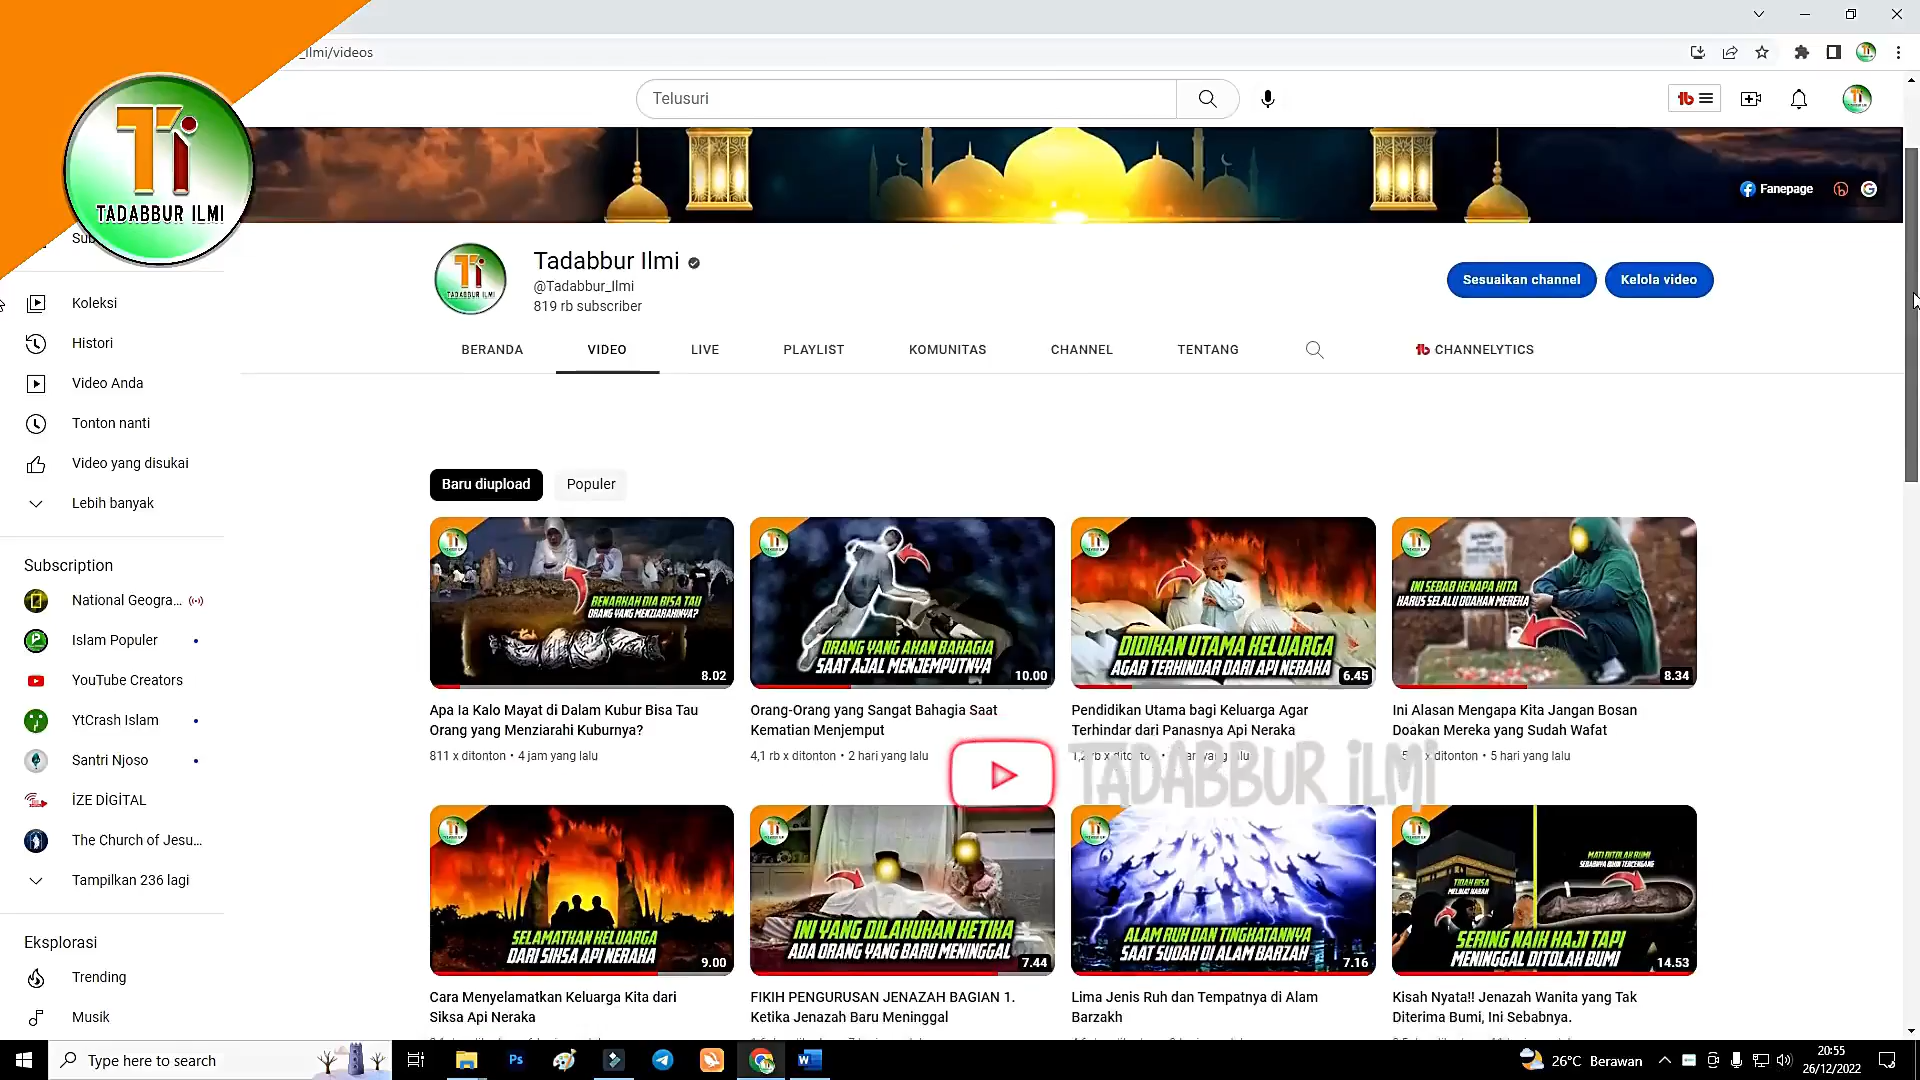 _Ilmi/videos
Telusuri
TADABBUR ILMI
Fanepage
Tadabbur Ilmi
@Tadabbur_Ilmi
819 rb subscriber
Sesuaikan channel
Kelola video
BERANDA
VIDEO
LIVE
PLAYLIST
KOMUNITAS
CHANNEL
TENTANG
CHANNELYTICS
Koleksi
Histori
Video Anda
Tonton nanti
Video yang disukai
Lebih banyak
Subscription
National Geogra...
Islam Populer
YouTube Creators
YtCrash Islam
Santri Njoso
İZE DİGİTAL
The Church of Jesu...
Tampilkan 236 lagi
Eksplorasi
Trending
Musik
Baru diupload
Populer
BENARKAH DIA BISA TAU
ORANG YANG MENZIARAHINYA?
8.02
Apa Ia Kalo Mayat di Dalam Kubur Bisa Tau
Orang yang Menziarahi Kuburnya?
811 x ditonton • 4 jam yang lalu
ORANG YANG AKAN BAHAGIA
SAAT AJAL MENJEMPUTNYA
10.00
Orang-Orang yang Sangat Bahagia Saat
Kematian Menjemput
4,1 rb x ditonton • 2 hari yang lalu
DIDIKAN UTAMA KELUARGA
AGAR TERHINDAR DARI API NERAKA
6.45
Pendidikan Utama bagi Keluarga Agar
Terhindar dari Panasnya Api Neraka
INI SEBAB KENAPA KITA
HARUS SELALU DOAKAN MEREKA
8.34
Ini Alasan Mengapa Kita Jangan Bosan
Doakan Mereka yang Sudah Wafat
x ditonton • 5 hari yang lalu
TADABBUR iLMi
SELAMATKAN KELUARGA
DARI SIKSA API NERAKA
9.00
Cara Menyelamatkan Keluarga Kita dari
Siksa Api Neraka
INI YANG DILAKUKAN KETIKA
ADA ORANG YANG BARU MENINGGAL
7.44
FIKIH PENGURUSAN JENAZAH BAGIAN 1.
Ketika Jenazah Baru Meninggal
ALAM RUH DAN TINGKATANNYA
SAAT SUDAH DI ALAM BARZAH
7.16
Lima Jenis Ruh dan Tempatnya di Alam
Barzakh
TIDAK BISA
MELIHAT KABAH
MATI DITOLAK BUMI
SERING NAIK HAJI TAPI
MENINGGAL DITOLAK BUMI
14.53
Kisah Nyata!! Jenazah Wanita yang Tak
Diterima Bumi, Ini Sebabnya.
Type here to search
Ps
26°C Berawan
20:55
26/12/2022